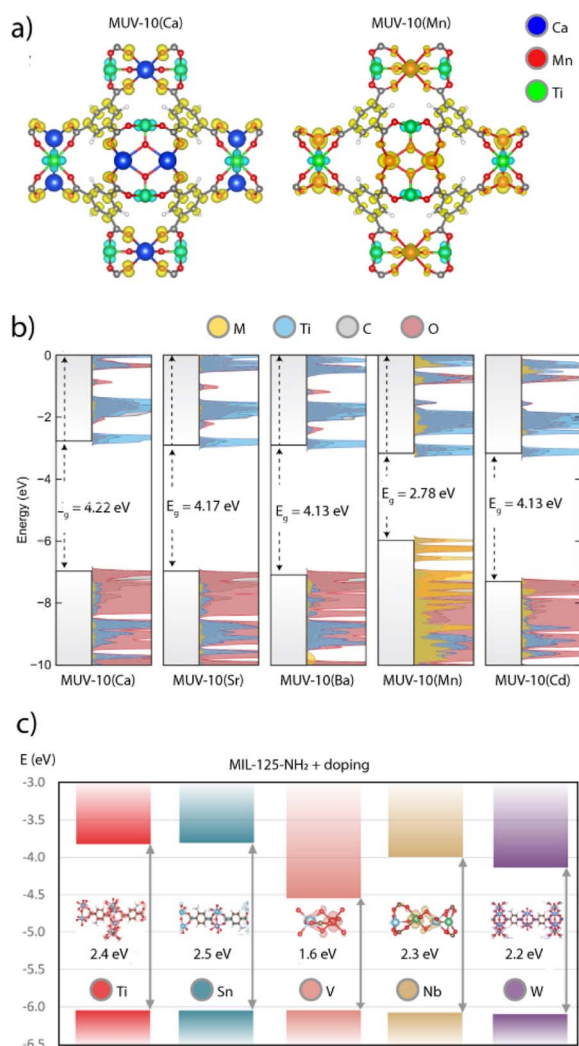 a)
MUV-10(Ca)
MUV-10(Mn)
Ca
Mn
Ti
b)
M
Ti
C
O
Energy (eV)
0
−2
−4
−6
−8
−10
g = 4.22 eV
Eg = 4.17 eV
Eg = 4.13 eV
Eg = 2.78 eV
Eg = 4.13 eV
MUV-10(Ca)
MUV-10(Sr)
MUV-10(Ba)
MUV-10(Mn)
MUV-10(Cd)
c)
E (eV)
MIL-125-NH₂ + doping
-3.0
-3.5
-4.0
-4.5
-5.0
-5.5
-6.0
-6.5
2.4 eV
2.5 eV
1.6 eV
2.3 eV
2.2 eV
Ti
Sn
V
Nb
W